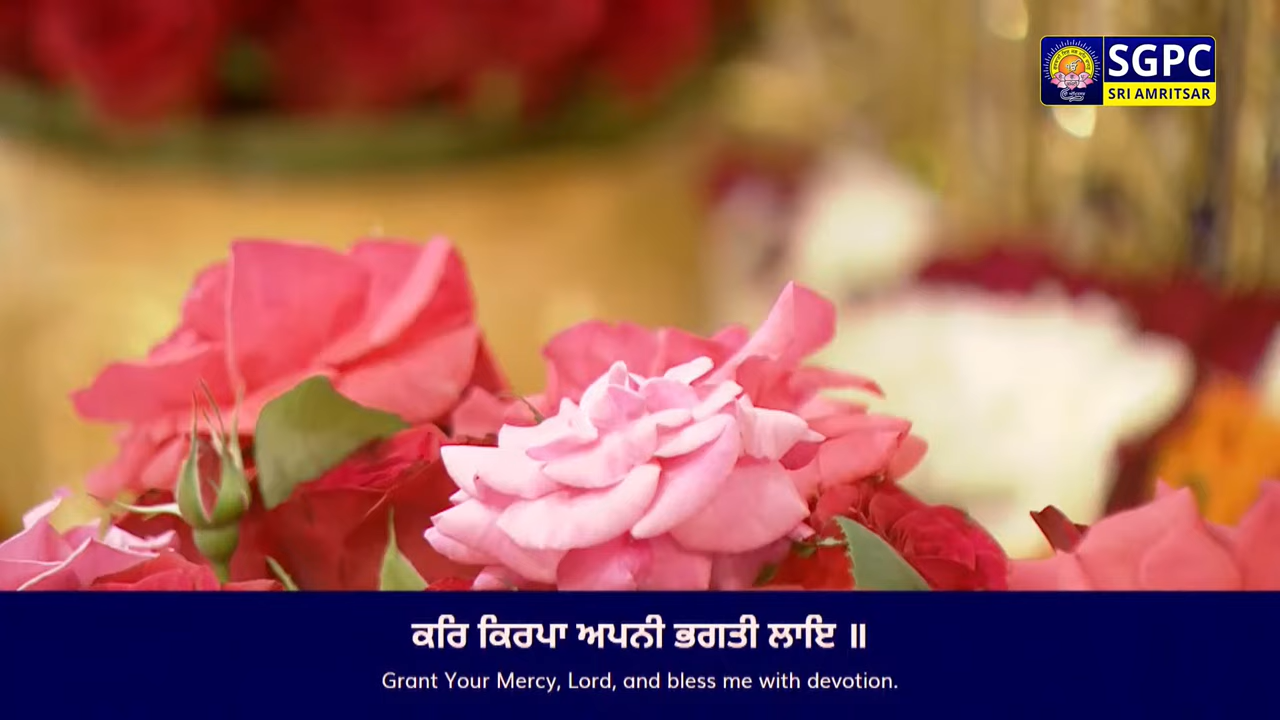 SGPC
SRI AMRITSAR
ਕਰਿ ਕਿਰਪਾ ਅਪਨੀ ਭਗਤੀ ਲਾਇ ॥
Grant Your Mercy, Lord, and bless me with devotion.